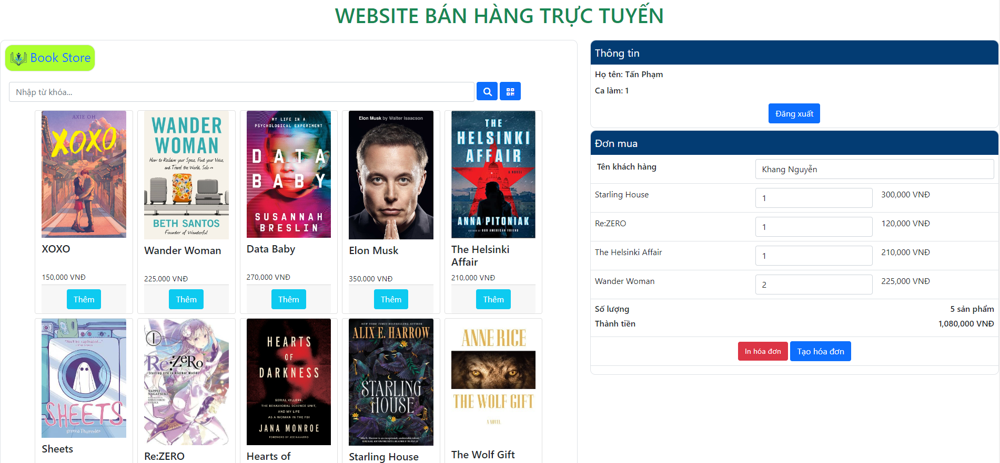 WEBSITE BÁN HÀNG TRỰC TUYẾN
Book Store
Nhập từ khóa...
AXIE OH
XOXO
XOXO
150,000 VNĐ
Thêm
WANDER
WOMAN
How to Reclaim your Space, Find your Voice,
and Travel the World, Solo
BETH SANTOS
Founder of Wanderful
Wander Woman
225,000 VNĐ
Thêm
MY LIFE IN A
PSYCHOLOGICAL EXPERIMENT
DATA
BABY
SUSANNAH
BRESLIN
Data Baby
270,000 VNĐ
Thêm
Elon Musk by Walter Isaacson
Elon Musk
350,000 VNĐ
Thêm
THE
HELSINKI
AFFAIR
A NOVEL
ANNA PITONIAK
AUTHOR OF OUR AMERICAN FRIEND
The Helsinki
Affair
210,000 VNĐ
Thêm
"You'll be captivated..."
SHEETS
Brenna Thummler
Sheets
1
Re:ZeRo
-Starting Life in Another World-
TAPPEI
NAGATSUKI
Re:ZERO
HEARTS
OF
DARKNESS
SERIAL KILLERS,
THE BEHAVIORAL SCIENCE UNIT,
AND MY LIFE
AS A WOMAN IN THE FBI
JANA MONROE
FOREWORD BY JOE NAVARRO
Hearts of
NEW YORK TIMES BESTSELLING AUTHOR
ALIX E. HARROW
STARLING
HOUSE
Starling House
ANNE RICE
THE WOLF GIFT
A NOVEL
The Wolf Gift
Thông tin
Họ tên: Tấn Phạm
Ca làm: 1
Đăng xuất
Đơn mua
Tên khách hàng
Khang Nguyễn
Starling House
1
300,000 VNĐ
Re:ZERO
1
120,000 VNĐ
The Helsinki Affair
1
210,000 VNĐ
Wander Woman
2
225,000 VNĐ
Số lượng
5 sản phẩm
Thành tiền
1,080,000 VNĐ
In hóa đơn
Tạo hóa đơn